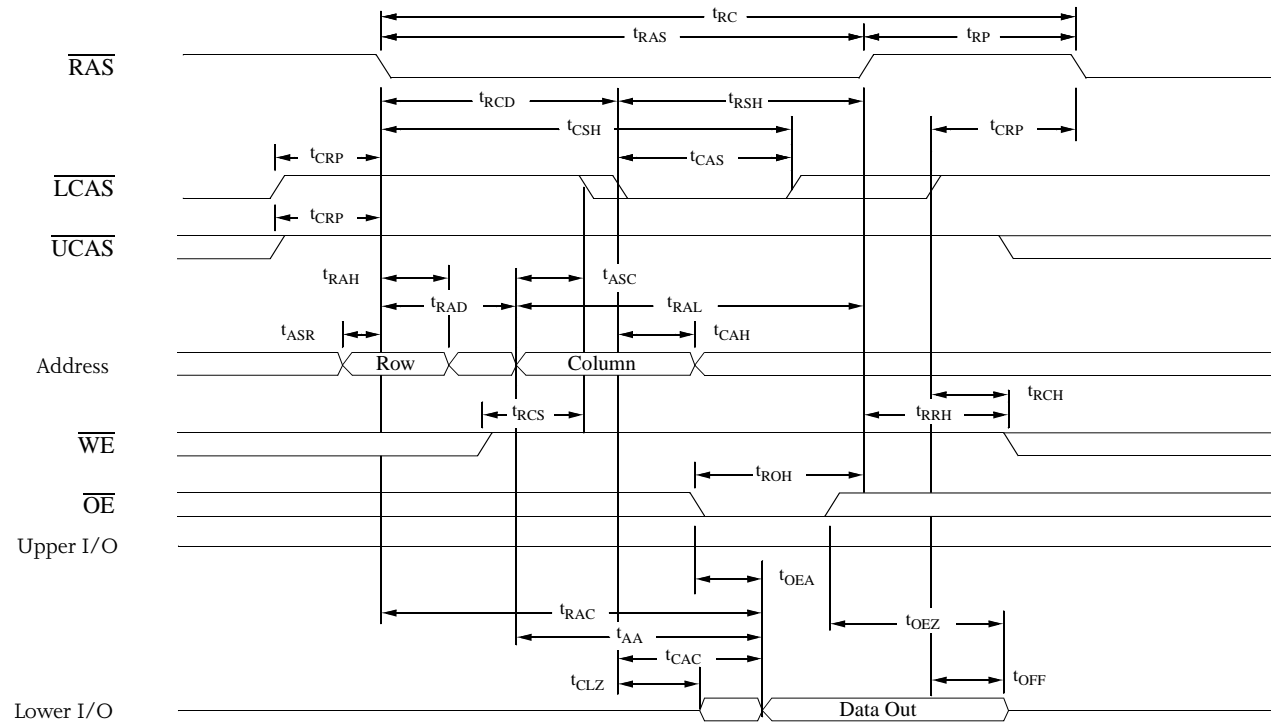 tRC
tRAS tRP
RAS
tRCD tRSH
tCSH tCRP
tCRP tCAS
LCAS
tCRP
UCAS
tRAH tASC
tRAD tRAL
tASR tCAH
Address Row Column
tRCH
tRCS tRRH
WE
tROH
OE
Upper I/O
tOEA
tRAC
tOEZ
tAA
tCAC
tCLZ tOFF
Lower I/O Data Out